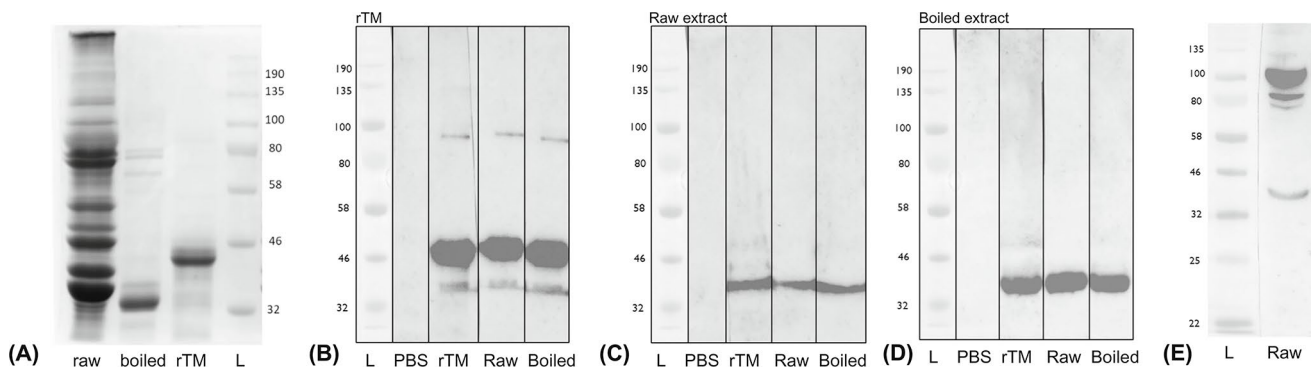 (A)
190
135
100
80
58
46
32
raw boiled rTM L
(B)
rTM
190
135
100
80
58
46
32
L PBS rTM Raw Boiled
(C)
Raw extract
190
135
100
80
58
46
32
L PBS rTM Raw Boiled
(D)
Boiled extract
190
135
100
80
58
46
32
L PBS rTM Raw Boiled
(E)
135
100
80
58
46
32
25
22
L Raw